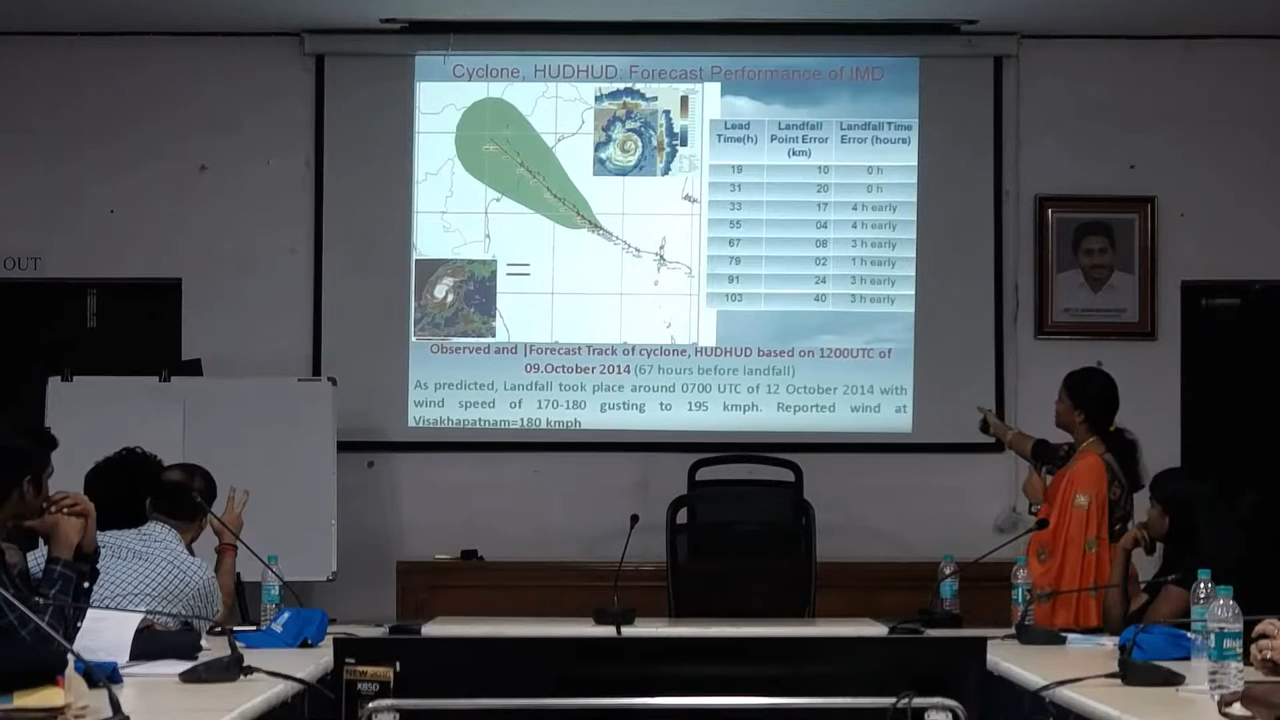 Cyclone, HUDHUD: Forecast Performance of IMD
Lead Time(h) Landfall Point Error (km) Landfall Time Error (hours)
19 10 0 h
31 20 0 h
33 17 4 h early
55 04 4 h early
67 08 3 h early
79 02 1 h early
91 24 3 h early
103 40 3 h early
=
Observed and |Forecast Track of cyclone, HUDHUD based on 1200UTC of
09.October 2014 (67 hours before landfall)
As predicted, Landfall took place around 0700 UTC of 12 October 2014 with
wind speed of 170-180 gusting to 195 kmph. Reported wind at
Visakhapatnam=180 kmph
OUT
X85D